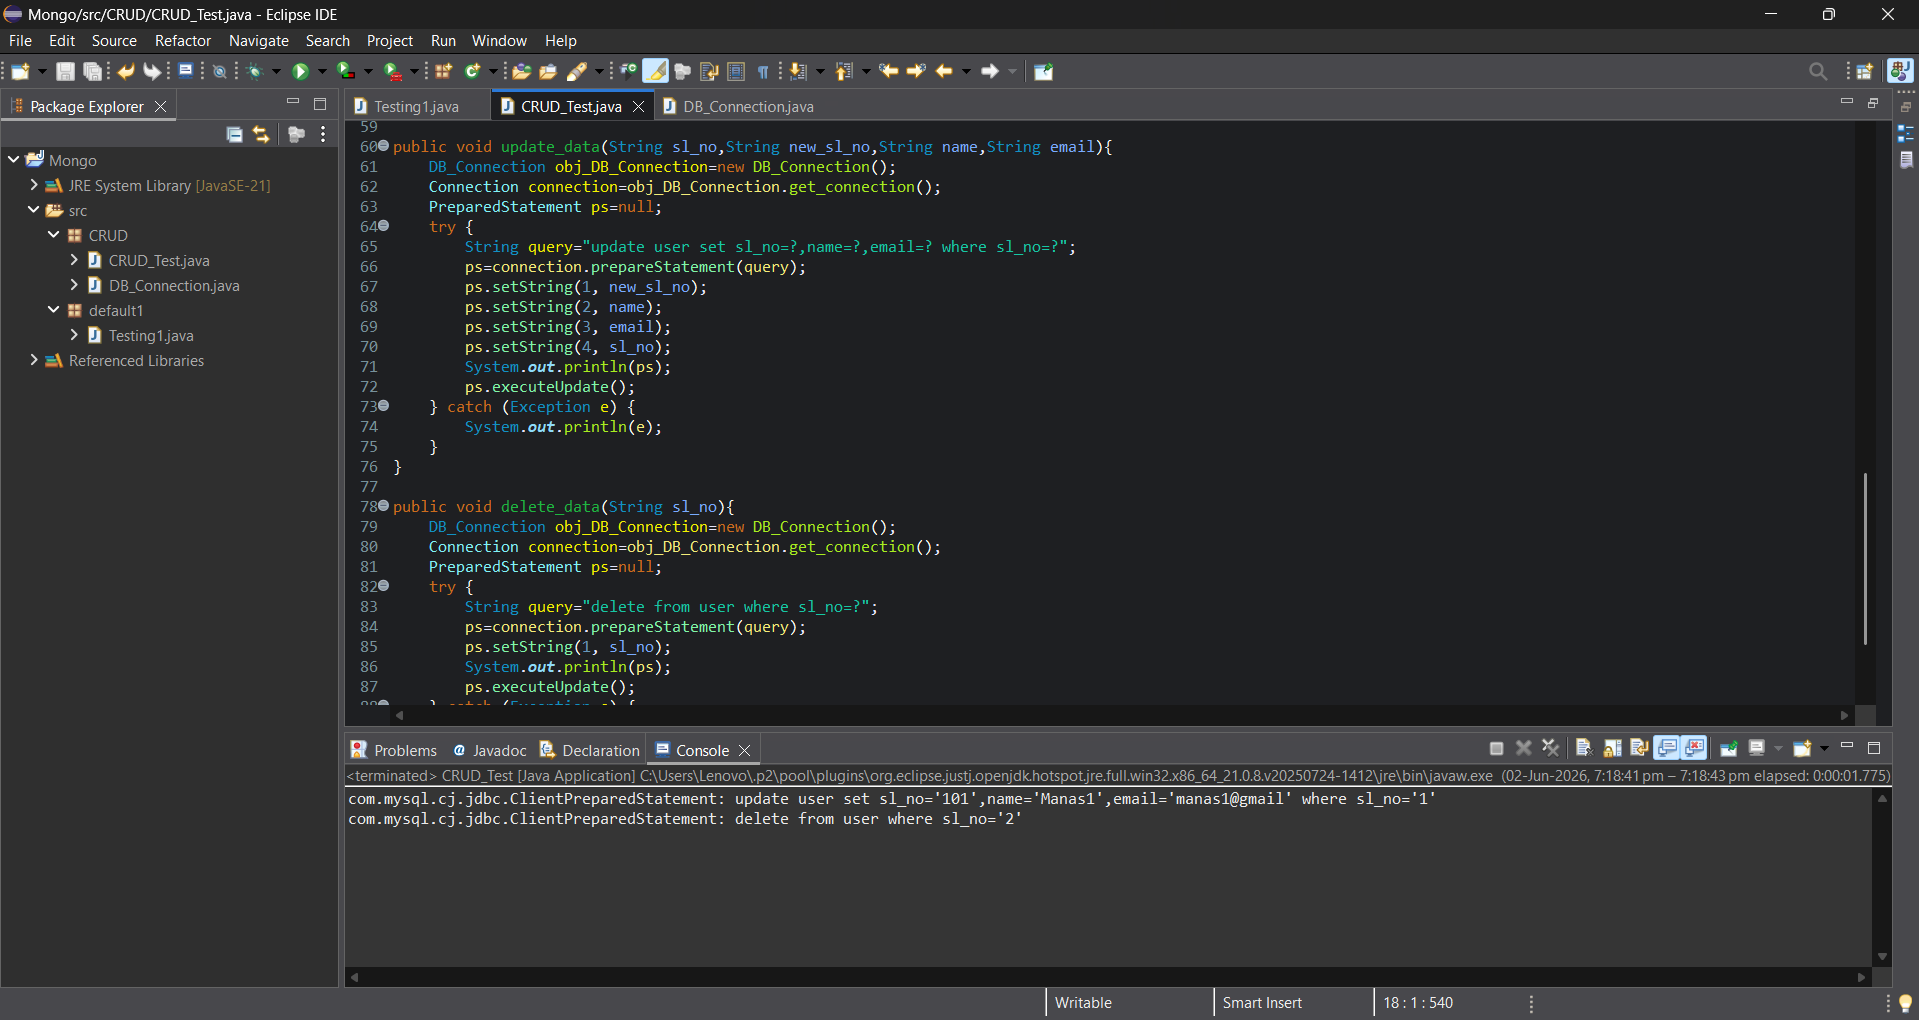 Mongo/src/CRUD/CRUD_Test.java - Eclipse IDE
File Edit Source Refactor Navigate Search Project Run Window Help
Package Explorer
Testing1.java CRUD_Test.java DB_Connection.java
Mongo
JRE System Library [JavaSE-21]
src
CRUD
CRUD_Test.java
DB_Connection.java
default1
Testing1.java
Referenced Libraries
59
60 public void update_data(String sl_no,String new_sl_no,String name,String email){
61 DB_Connection obj_DB_Connection=new DB_Connection();
62 Connection connection=obj_DB_Connection.get_connection();
63 PreparedStatement ps=null;
64 try {
65 String query="update user set sl_no=?,name=?,email=? where sl_no=?";
66 ps=connection.prepareStatement(query);
67 ps.setString(1, new_sl_no);
68 ps.setString(2, name);
69 ps.setString(3, email);
70 ps.setString(4, sl_no);
71 System.out.println(ps);
72 ps.executeUpdate();
73 } catch (Exception e) {
74 System.out.println(e);
75 }
76 }
77
78 public void delete_data(String sl_no){
79 DB_Connection obj_DB_Connection=new DB_Connection();
80 Connection connection=obj_DB_Connection.get_connection();
81 PreparedStatement ps=null;
82 try {
83 String query="delete from user where sl_no=?";
84 ps=connection.prepareStatement(query);
85 ps.setString(1, sl_no);
86 System.out.println(ps);
87 ps.executeUpdate();
Problems Javadoc Declaration Console
<terminated> CRUD_Test [Java Application] C:\Users\Lenovo\.p2\pool\plugins\org.eclipse.justj.openjdk.hotspot.jre.full.win32.x86_64_21.0.8.v20250724-1412\jre\bin\javaw.exe (02-Jun-2026, 7:18:41 pm – 7:18:43 pm elapsed: 0:00:01.775)
com.mysql.cj.jdbc.ClientPreparedStatement: update user set sl_no='101',name='Manas1',email='manas1@gmail' where sl_no='1'
com.mysql.cj.jdbc.ClientPreparedStatement: delete from user where sl_no='2'
Writable Smart Insert 18 : 1 : 540